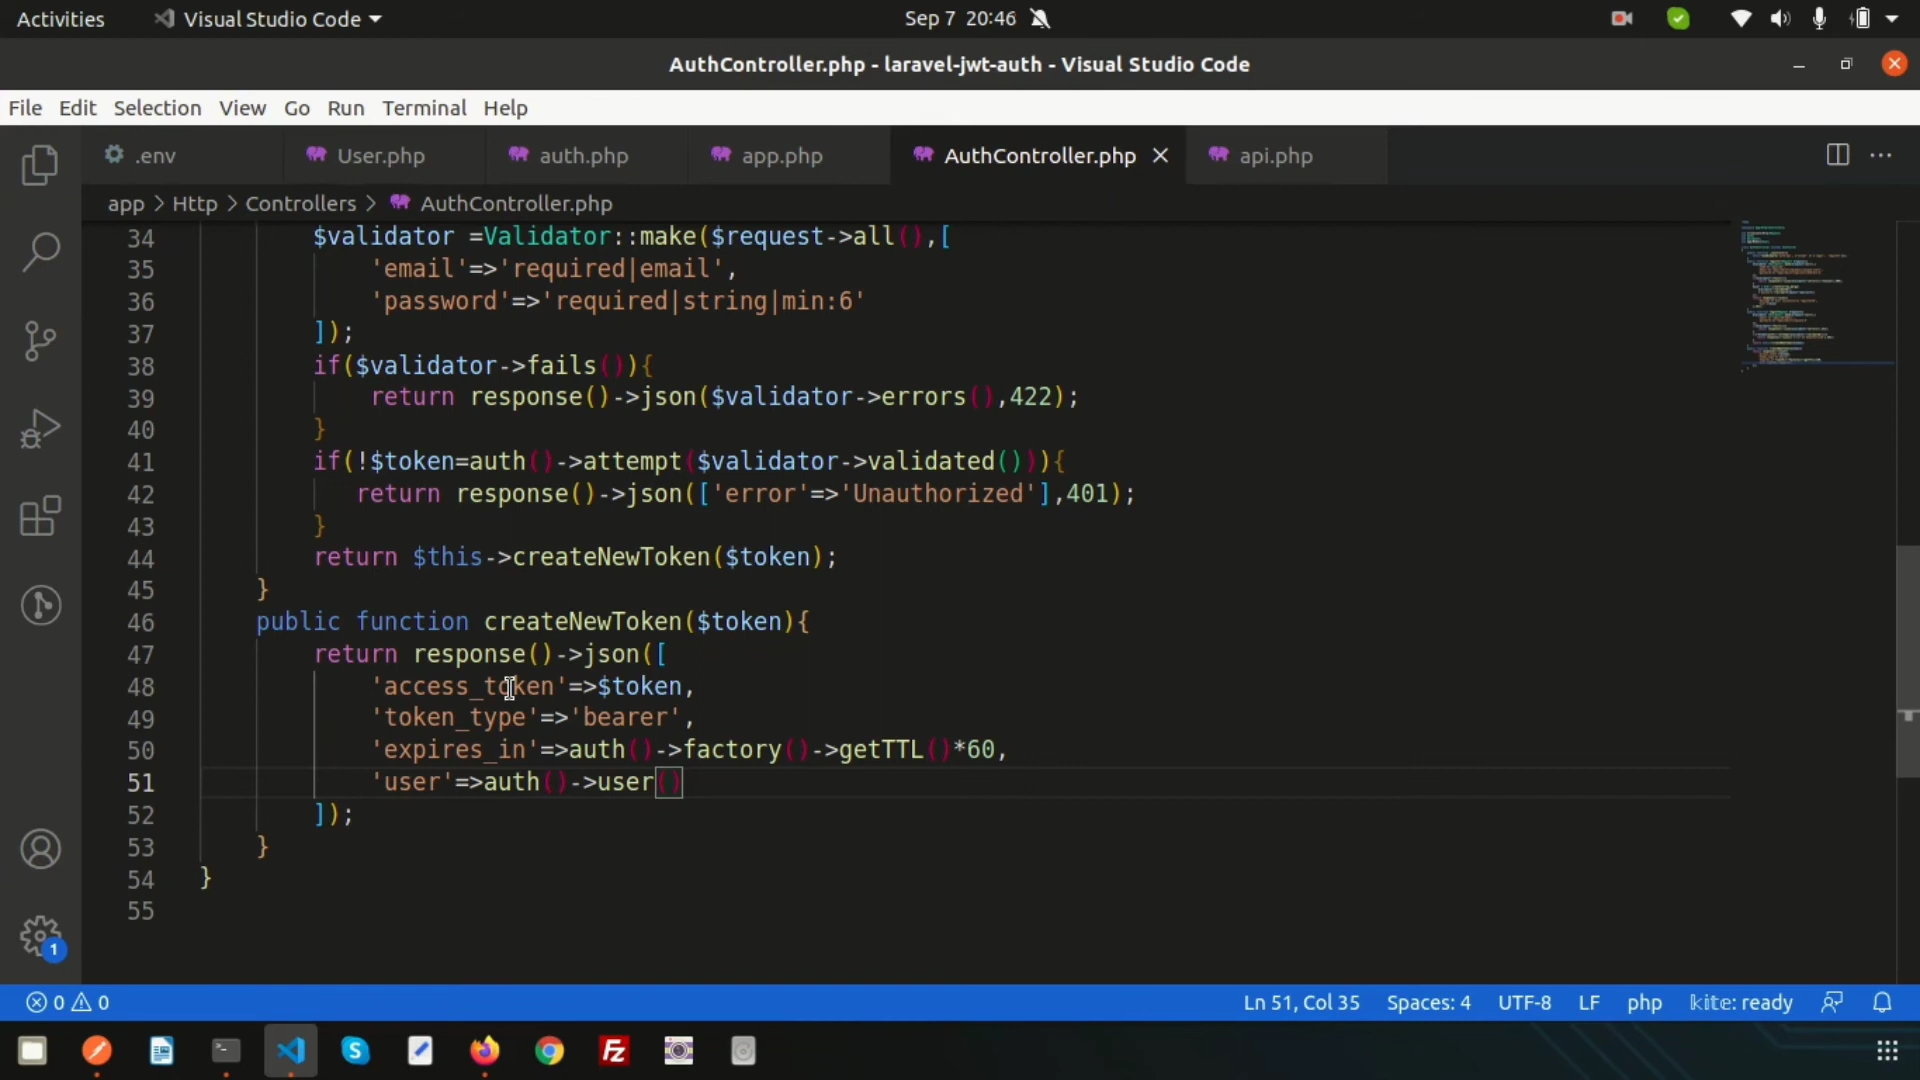 Activities
Visual Studio Code
Sep 7 20:46
AuthController.php - laravel-jwt-auth - Visual Studio Code
File Edit Selection View Go Run Terminal Help
.env
User.php
auth.php
app.php
AuthController.php
api.php
app > Http > Controllers > AuthController.php
34 $validator =Validator::make($request->all(),[
35 'email'=>'required|email',
36 'password'=>'required|string|min:6'
37 ]);
38 if($validator->fails()){
39 return response()->json($validator->errors(),422);
40 }
41 if(!$token=auth()->attempt($validator->validated())){
42 return response()->json(['error'=>'Unauthorized'],401);
43 }
44 return $this->createNewToken($token);
45 }
46 public function createNewToken($token){
47 return response()->json([
48 'access_token'=>$token,
49 'token_type'=>'bearer',
50 'expires_in'=>auth()->factory()->getTTL()*60,
51 'user'=>auth()->user()
52 ]);
53 }
54 }
55
1
0 0
Ln 51, Col 35
Spaces: 4
UTF-8
LF
php
kite: ready